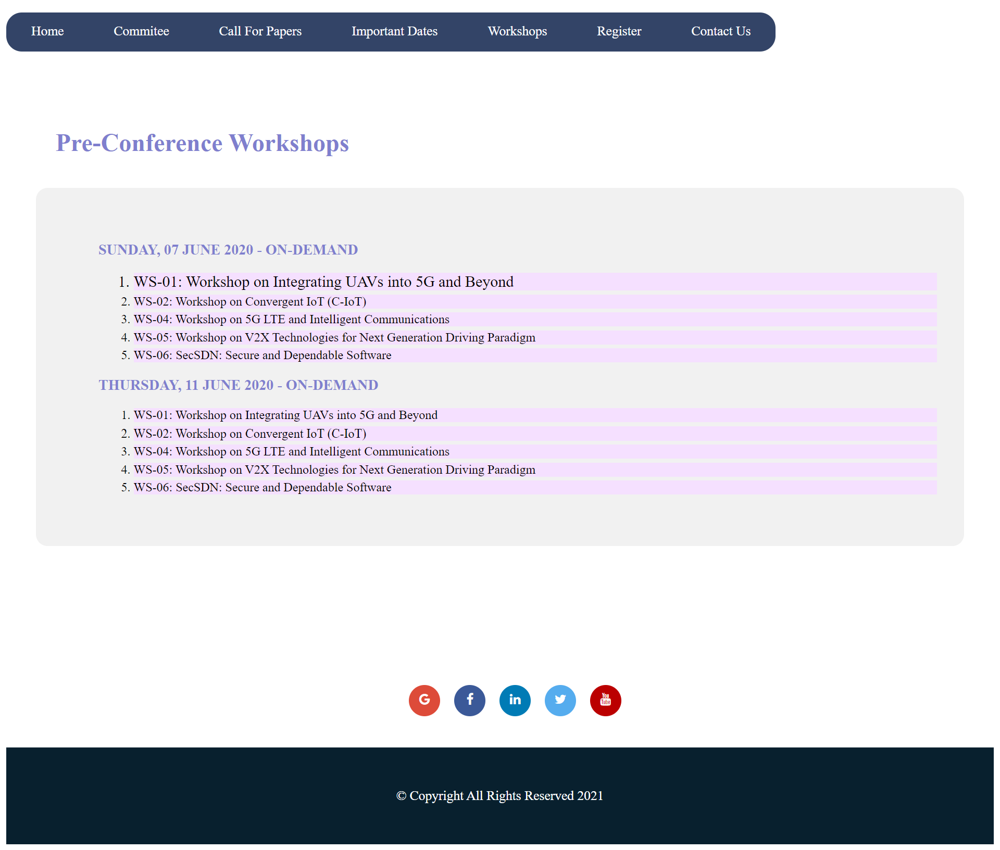 Home Commitee Call For Papers Important Dates Workshops Register Contact Us
Pre-Conference Workshops
SUNDAY, 07 JUNE 2020 - ON-DEMAND
1. WS-01: Workshop on Integrating UAVs into 5G and Beyond
2. WS-02: Workshop on Convergent IoT (C-IoT)
3. WS-04: Workshop on 5G LTE and Intelligent Communications
4. WS-05: Workshop on V2X Technologies for Next Generation Driving Paradigm
5. WS-06: SecSDN: Secure and Dependable Software
THURSDAY, 11 JUNE 2020 - ON-DEMAND
1. WS-01: Workshop on Integrating UAVs into 5G and Beyond
2. WS-02: Workshop on Convergent IoT (C-IoT)
3. WS-04: Workshop on 5G LTE and Intelligent Communications
4. WS-05: Workshop on V2X Technologies for Next Generation Driving Paradigm
5. WS-06: SecSDN: Secure and Dependable Software
G f in You Tube
© Copyright All Rights Reserved 2021